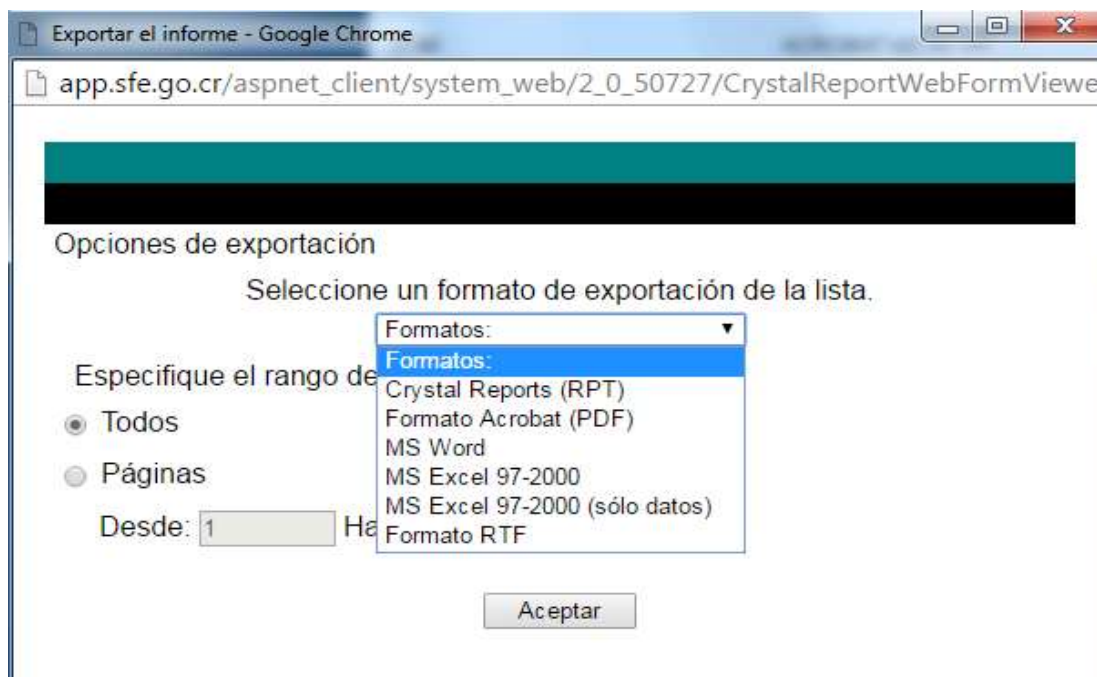 Exportar el informe - Google Chrome
app.sfe.go.cr/aspnet_client/system_web/2_0_50727/CrystalReportWebFormViewe
Opciones de exportación
Seleccione un formato de exportación de la lista.
Formatos:
Formatos:
Crystal Reports (RPT)
Formato Acrobat (PDF)
MS Word
MS Excel 97-2000
MS Excel 97-2000 (sólo datos)
Formato RTF
Especifique el rango de
Todos
Páginas
Desde: 1 Ha
Aceptar